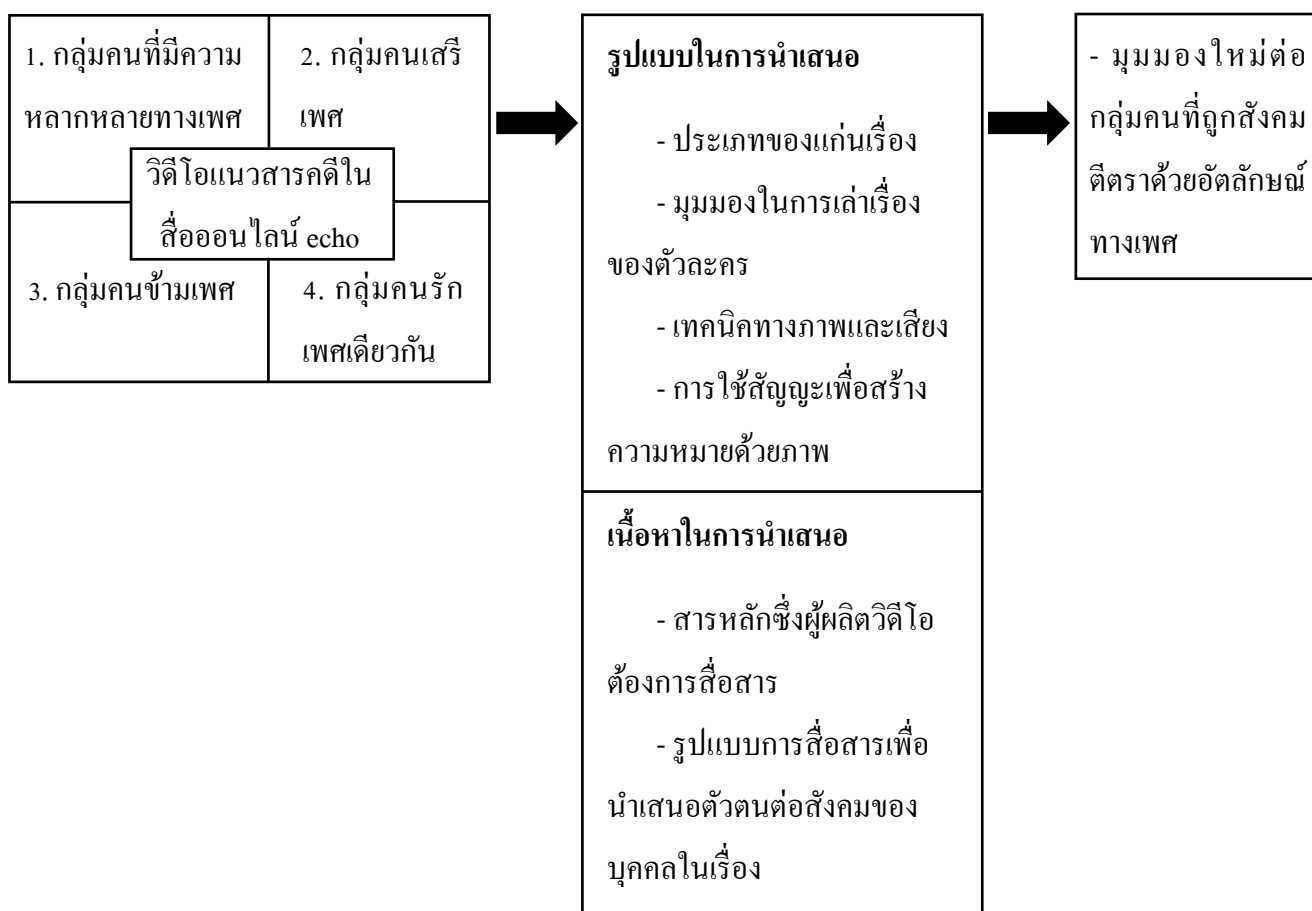 1. กลุ่มคนที่มีความ
หลากหลายทางเพศ
2. กลุ่มคนเสรี
เพศ
วิดีโอแนวสารคดีใน
สื่อออนไลน์ echo
3. กลุ่มคนข้ามเพศ
4. กลุ่มคนรัก
เพศเดียวกัน
รูปแบบในการนำเสนอ
- ประเภทของแก่นเรื่อง
- มุมมองในการเล่าเรื่อง
ของตัวละคร
- เทคนิคทางภาพและเสียง
- การใช้สัญญะเพื่อสร้าง
ความหมายด้วยภาพ
เนื้อหาในการนำเสนอ
- สารหลักซึ่งผู้ผลิตวิดีโอ
ต้องการสื่อสาร
- รูปแบบการสื่อสารเพื่อ
นำเสนอตัวตนต่อสังคมของ
บุคคลในเรื่อง
- มุมมองใหม่ต่อ
กลุ่มคนที่ถูกสังคม
ตีตราด้วยอัตลักษณ์
ทางเพศ